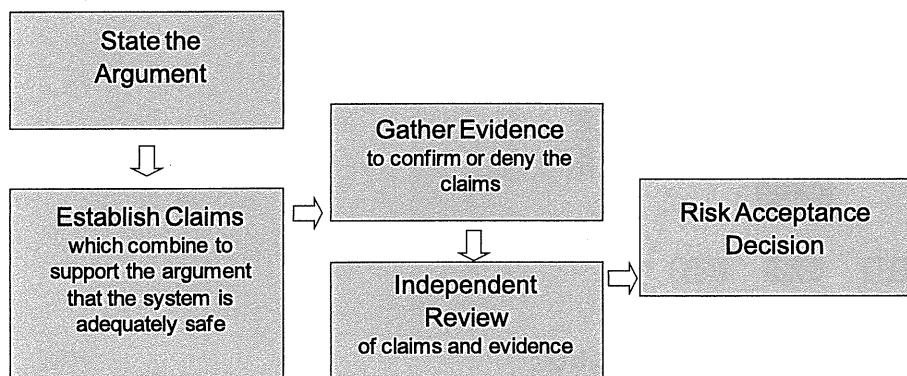 State the
Argument
Establish Claims
which combine to
support the argument
that the system is
adequately safe
Gather Evidence
to confirm or deny the
claims
Independent
Review
of claims and evidence
Risk Acceptance
Decision